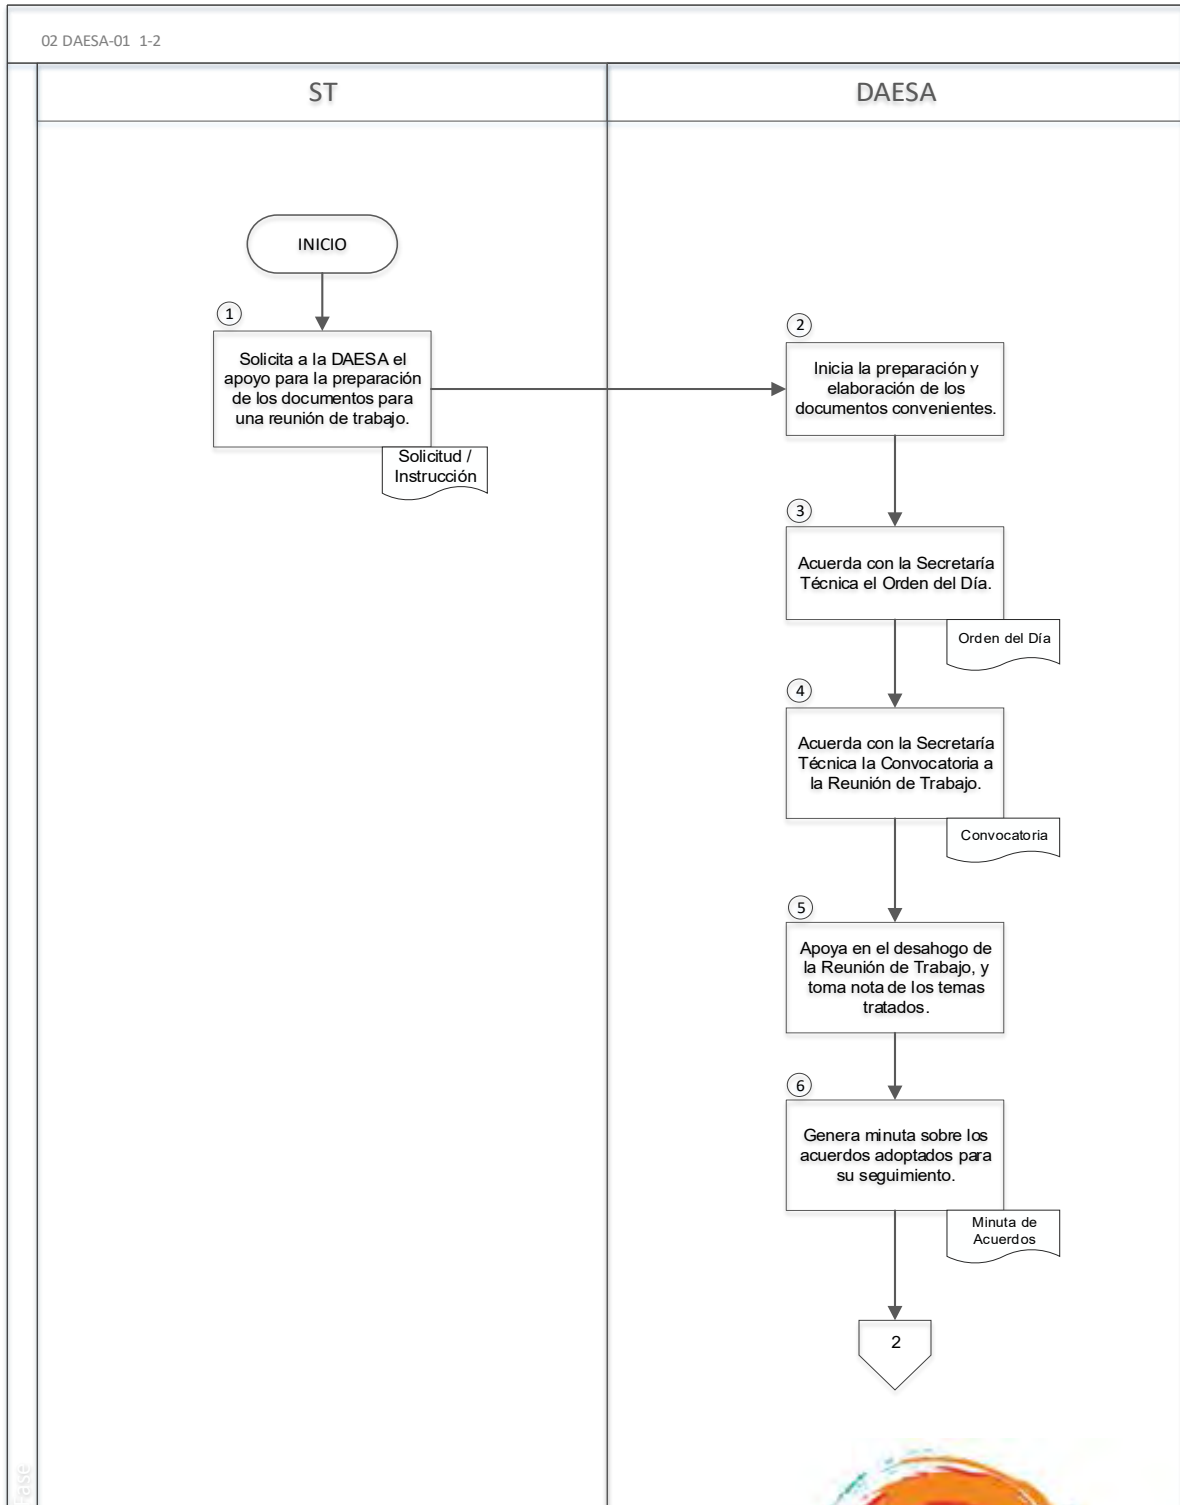 02 DAESA-01 1-2
ST
DAESA
INICIO
1
Solicita a la DAESA el
apoyo para la preparación
de los documentos para
una reunión de trabajo.
Solicitud /
Instrucción
2
Inicia la preparación y
elaboración de los
documentos convenientes.
3
Acuerda con la Secretaría
Técnica el Orden del Día.
Orden del Día
4
Acuerda con la Secretaría
Técnica la Convocatoria a
la Reunión de Trabajo.
Convocatoria
5
Apoya en el desahogo de
la Reunión de Trabajo, y
toma nota de los temas
tratados.
6
Genera minuta sobre los
acuerdos adoptados para
su seguimiento.
Minuta de
Acuerdos
2
Fase